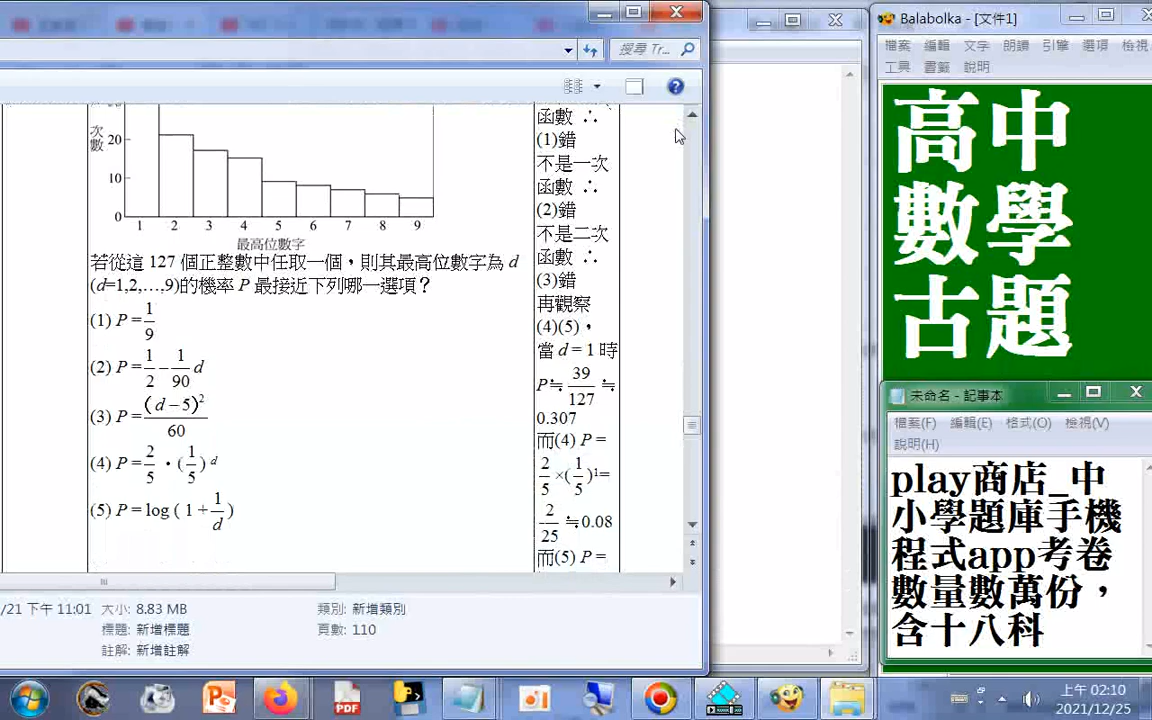 搜尋 Tr...
Balabolka - [文件1]
檔案 編輯 文字 朗讀 引擎 選項 檢視
工具 書籤 說明
高中
數學
古題
次數
20
10
0
1 2 3 4 5 6 7 8 9
最高位數字
若從這 127 個正整數中任取一個，則其最高位數字為 d
(d=1,2,…,9)的機率 P 最接近下列哪一選項？
(1) P = 1/9
(2) P = 1/2 − 1/90 d
(3) P = (d−5)²/60
(4) P = 2/5 · (1/5)^d
(5) P = log ( 1 + 1/d )
函數 ∴
(1)錯
不是一次
函數 ∴
(2)錯
不是二次
函數 ∴
(3)錯
再觀察
(4)(5)，
當 d = 1 時
P≒ 39/127 ≒
0.307
而(4) P =
2/5 ×(1/5)¹=
2/25 ≒0.08
而(5) P =
未命名 - 記事本
檔案(F) 編輯(E) 格式(O) 檢視(V)
說明(H)
play商店_中
小學題庫手機
程式app考卷
數量數萬份，
含十八科
/21 下午 11:01 大小: 8.83 MB 類別: 新增類別
標題: 新增標題 頁數: 110
註解: 新增註解
PDF
上午 02:10
2021/12/25